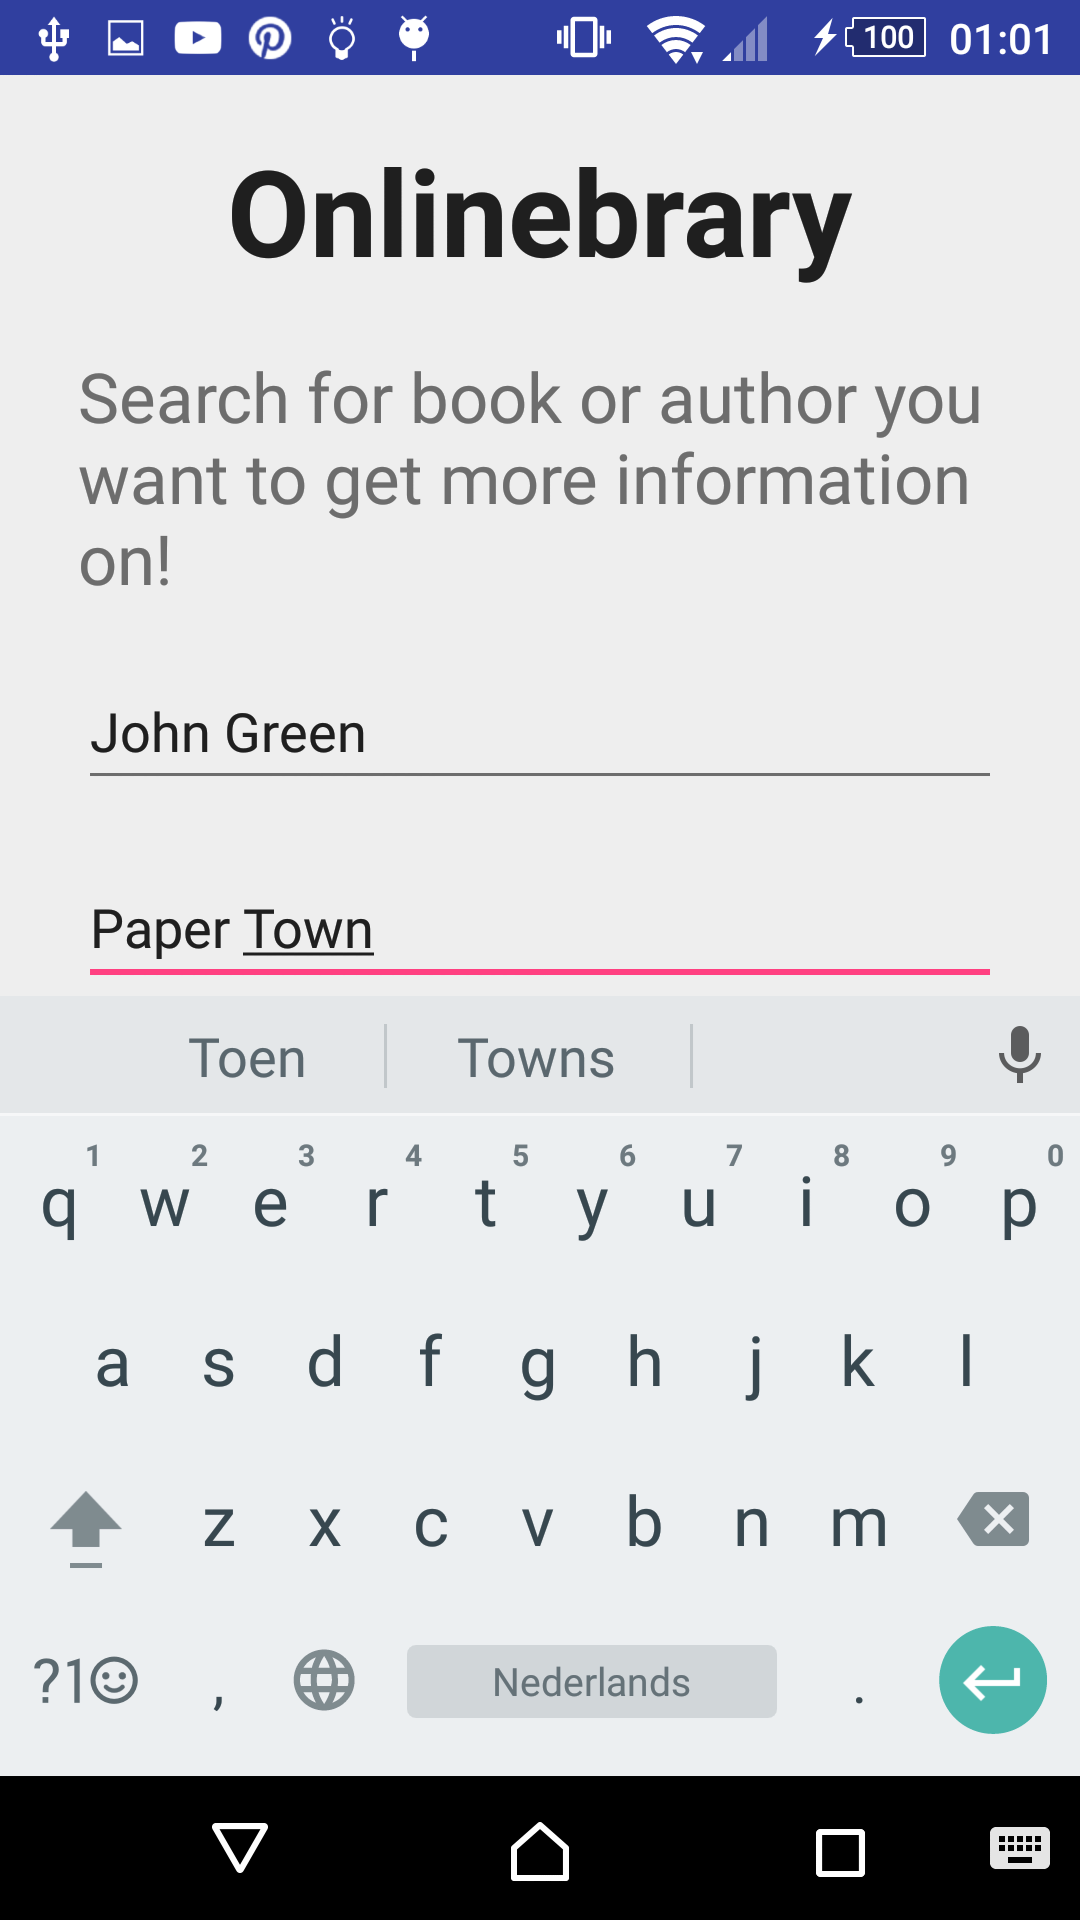 100 01:01
Onlinebrary
Search for book or author you
want to get more information
on!
John Green
Paper Town
Toen Towns
1 2 3 4 5 6 7 8 9 0
q w e r t y u i o p
a s d f g h j k l
z x c v b n m
?1☺ , Nederlands .